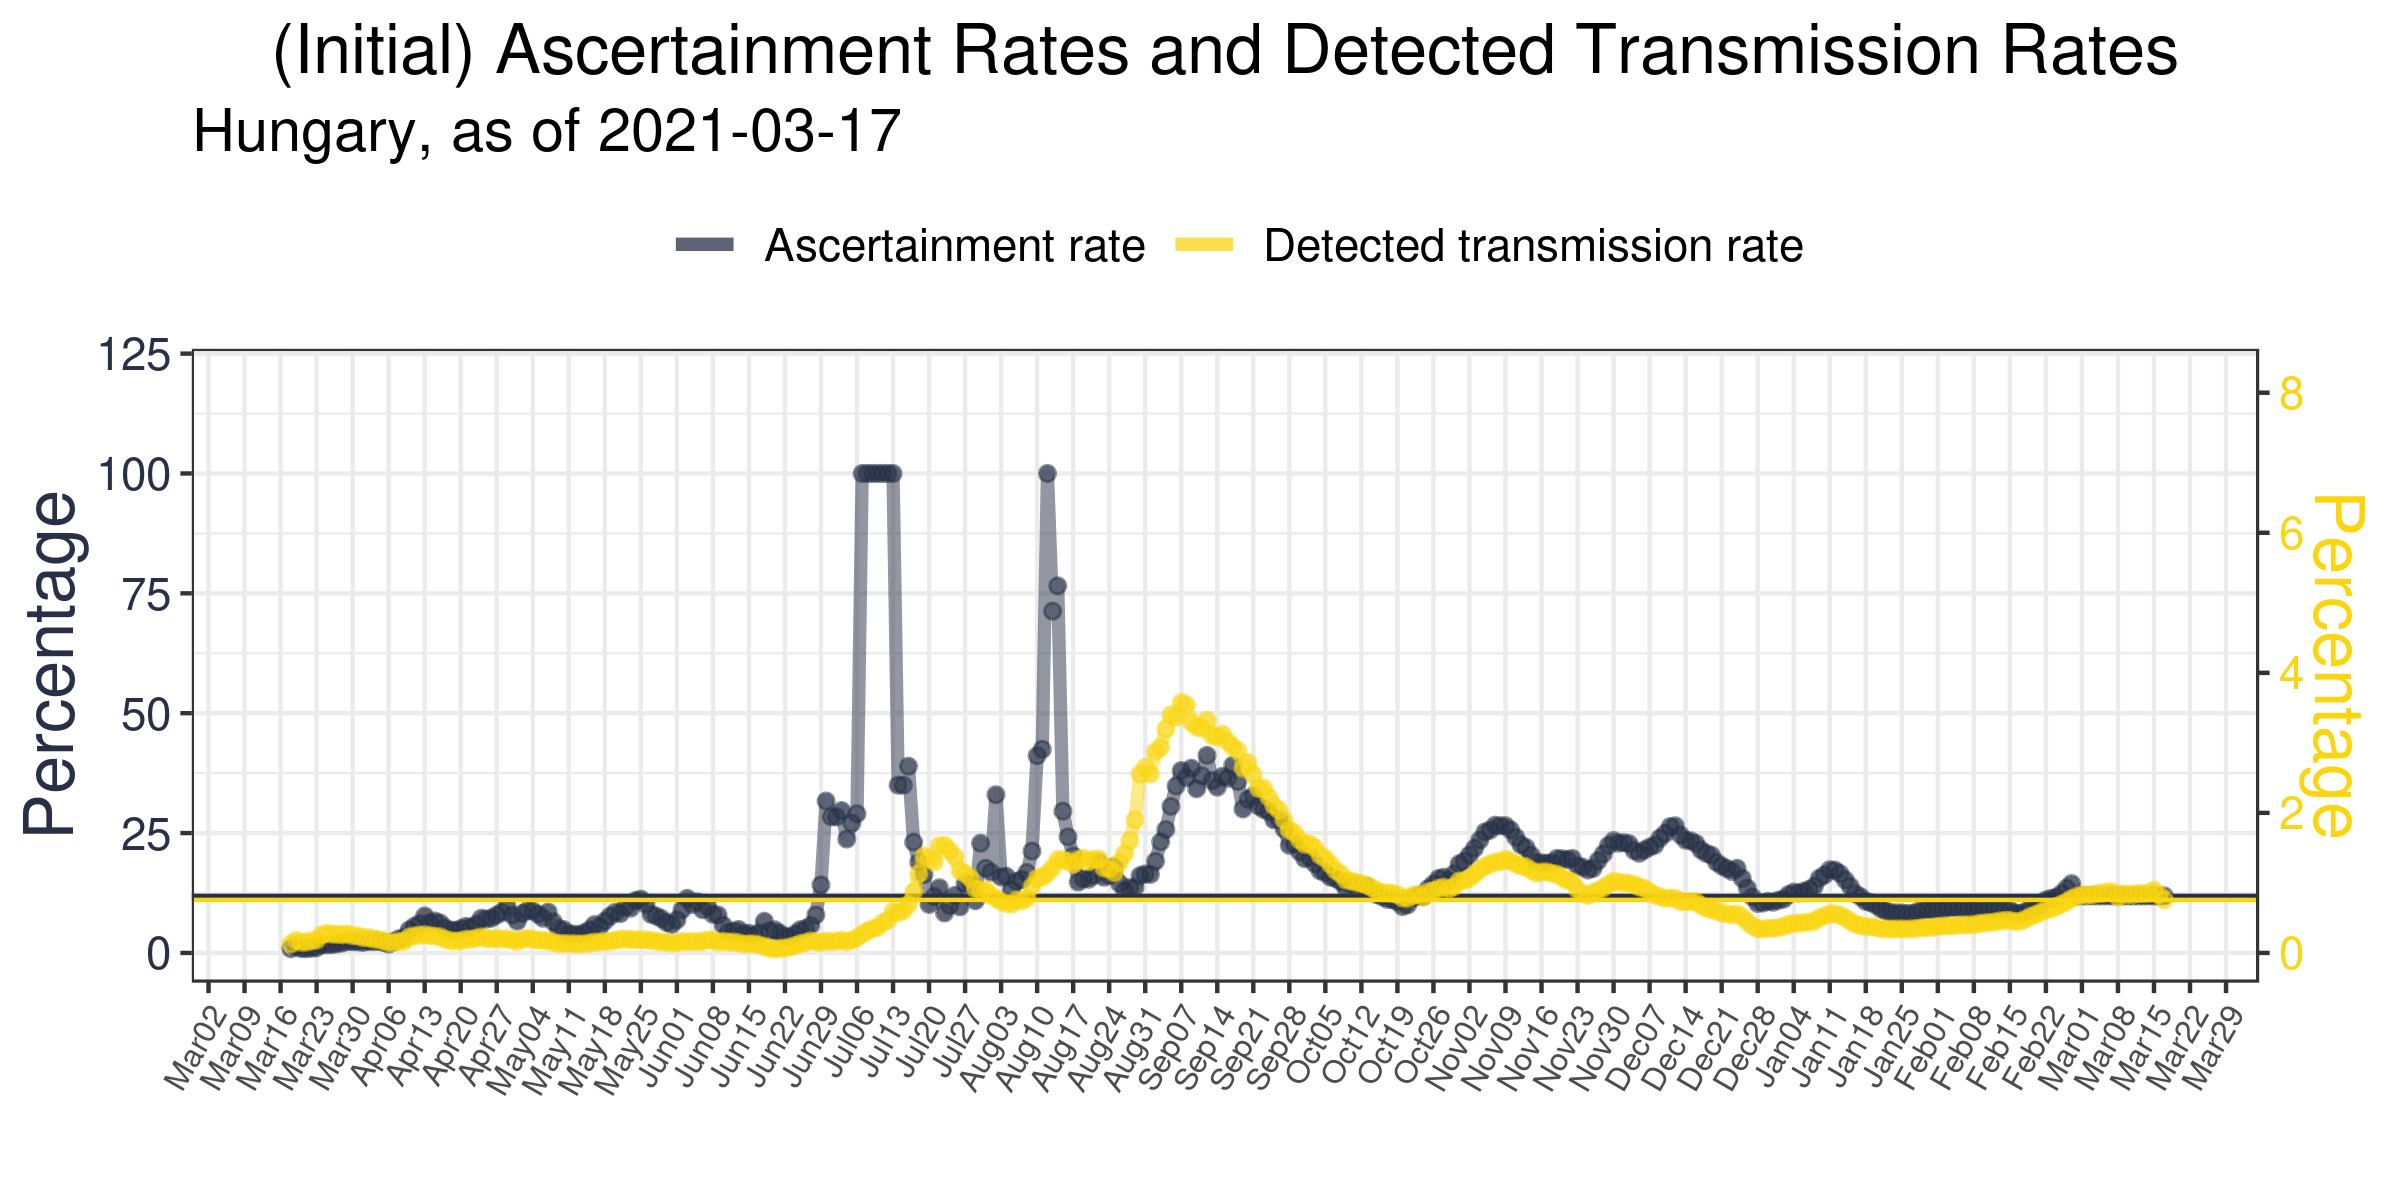 (Initial) Ascertainment Rates and Detected Transmission Rates
Hungary, as of 2021-03-17
Ascertainment rate Detected transmission rate
Percentage
125
100
75
50
25
0
8
6
4
2
0
Percentage
Mar02 Mar09 Mar16 Mar23 Mar30 Apr06 Apr13 Apr20 Apr27 May04 May11 May18 May25 Jun01 Jun08 Jun15 Jun22 Jun29 Jul06 Jul13 Jul20 Jul27 Aug03 Aug10 Aug17 Aug24 Aug31 Sep07 Sep14 Sep21 Sep28 Oct05 Oct12 Oct19 Oct26 Nov02 Nov09 Nov16 Nov23 Nov30 Dec07 Dec14 Dec21 Dec28 Jan04 Jan11 Jan18 Jan25 Feb01 Feb08 Feb15 Feb22 Mar01 Mar08 Mar15 Mar22 Mar29